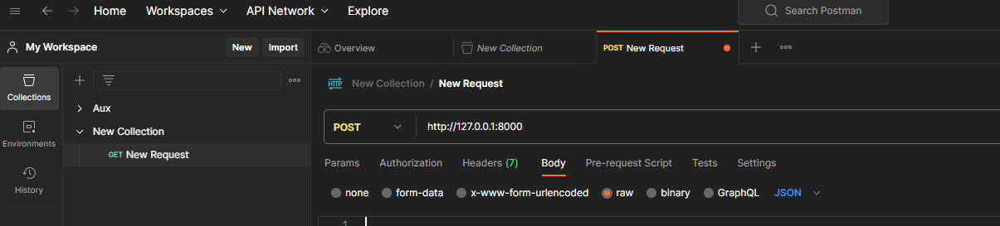 Home Workspaces API Network Explore Search Postman
My Workspace New Import Overview New Collection POST New Request
Collections
Environments
History
Aux
New Collection
GET New Request
HTTP New Collection / New Request
POST http://127.0.0.1:8000
Params Authorization Headers (7) Body Pre-request Script Tests Settings
none form-data x-www-form-urlencoded raw binary GraphQL JSON
1